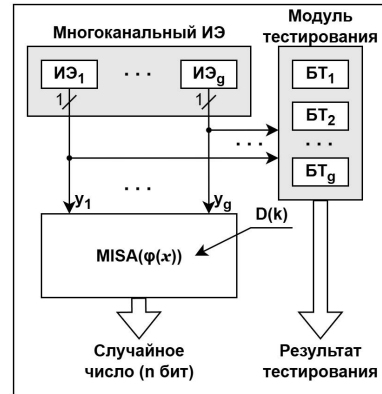 Многоканальный ИЭ
Модуль
тестирования
ИЭ1
. . .
ИЭg
1
1
БТ1
БТ2
. . .
БТg
. . .
. . .
y1
yg
D(k)
MISA(φ(x))
Случайное
число (n бит)
Результат
тестирования